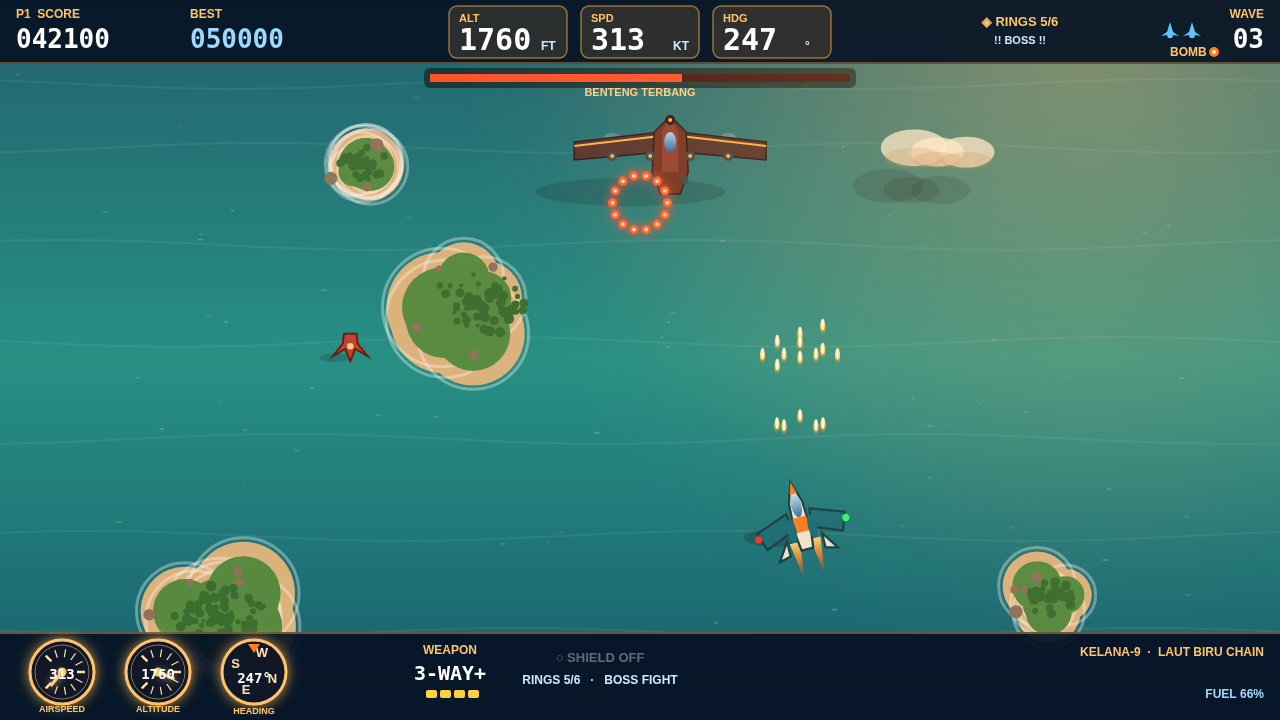 P1 SCORE
042100
BEST
050000
ALT
1760 FT
SPD
313 KT
HDG
247 °
◈ RINGS 5/6
!! BOSS !!
WAVE
03
BOMB
BENTENG TERBANG
313
AIRSPEED
1760
ALTITUDE
W
S
247°
N
E
HEADING
WEAPON
3-WAY+
○ SHIELD OFF
RINGS 5/6 · BOSS FIGHT
KELANA-9 · LAUT BIRU CHAIN
FUEL 66%